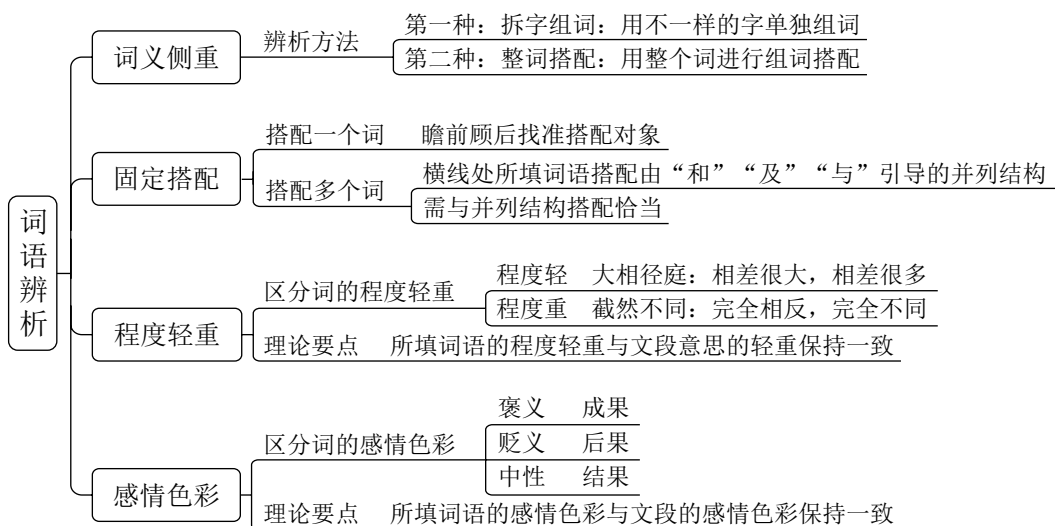 词语辨析
词义侧重
辨析方法
第一种：拆字组词：用不一样的字单独组词
第二种：整词搭配：用整个词进行组词搭配
固定搭配
搭配一个词 瞻前顾后找准搭配对象
搭配多个词
横线处所填词语搭配由“和”“及”“与”引导的并列结构
需与并列结构搭配恰当
程度轻重
区分词的程度轻重
程度轻 大相径庭：相差很大，相差很多
程度重 截然不同：完全相反，完全不同
理论要点 所填词语的程度轻重与文段意思的轻重保持一致
感情色彩
区分词的感情色彩
褒义 成果
贬义 后果
中性 结果
理论要点 所填词语的感情色彩与文段的感情色彩保持一致